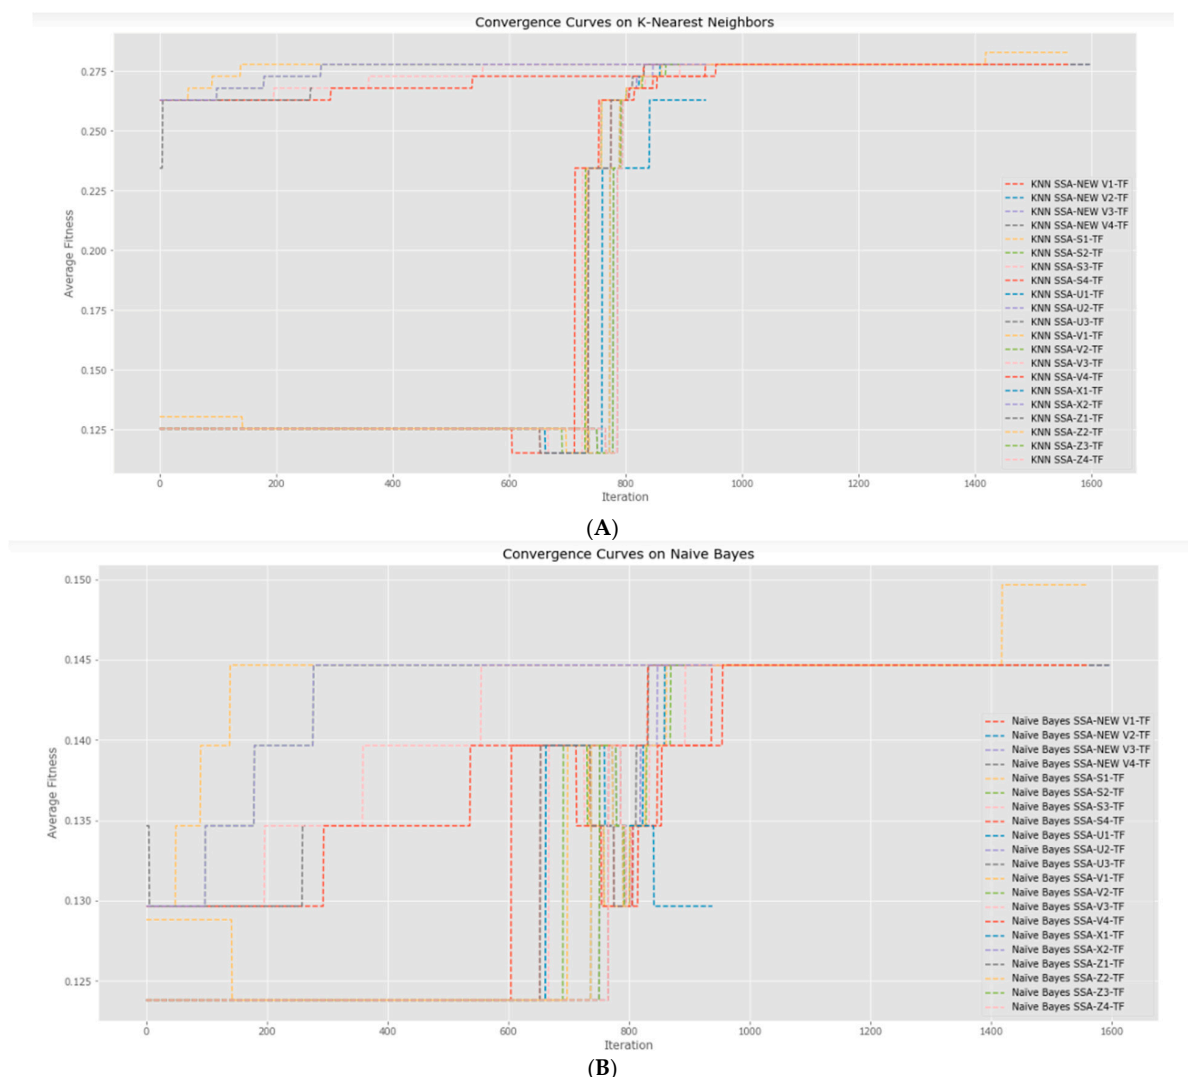 Convergence Curves on K-Nearest Neighbors
0.275
0.250
0.225
0.200
0.175
0.150
0.125
Average Fitness
KNN SSA-NEW V1-TF
KNN SSA-NEW V2-TF
KNN SSA-NEW V3-TF
KNN SSA-NEW V4-TF
KNN SSA-S1-TF
KNN SSA-S2-TF
KNN SSA-S3-TF
KNN SSA-S4-TF
KNN SSA-U1-TF
KNN SSA-U2-TF
KNN SSA-U3-TF
KNN SSA-V1-TF
KNN SSA-V2-TF
KNN SSA-V3-TF
KNN SSA-V4-TF
KNN SSA-X1-TF
KNN SSA-X2-TF
KNN SSA-Z1-TF
KNN SSA-Z2-TF
KNN SSA-Z3-TF
KNN SSA-Z4-TF
0 200 400 600 800 1000 1200 1400 1600
Iteration
(A)
Convergence Curves on Naive Bayes
0.150
0.145
0.140
0.135
0.130
0.125
Average Fitness
Naive Bayes SSA-NEW V1-TF
Naive Bayes SSA-NEW V2-TF
Naive Bayes SSA-NEW V3-TF
Naive Bayes SSA-NEW V4-TF
Naive Bayes SSA-S1-TF
Naive Bayes SSA-S2-TF
Naive Bayes SSA-S3-TF
Naive Bayes SSA-S4-TF
Naive Bayes SSA-U1-TF
Naive Bayes SSA-U2-TF
Naive Bayes SSA-U3-TF
Naive Bayes SSA-V1-TF
Naive Bayes SSA-V2-TF
Naive Bayes SSA-V3-TF
Naive Bayes SSA-V4-TF
Naive Bayes SSA-X1-TF
Naive Bayes SSA-X2-TF
Naive Bayes SSA-Z1-TF
Naive Bayes SSA-Z2-TF
Naive Bayes SSA-Z3-TF
Naive Bayes SSA-Z4-TF
0 200 400 600 800 1000 1200 1400 1600
Iteration
(B)